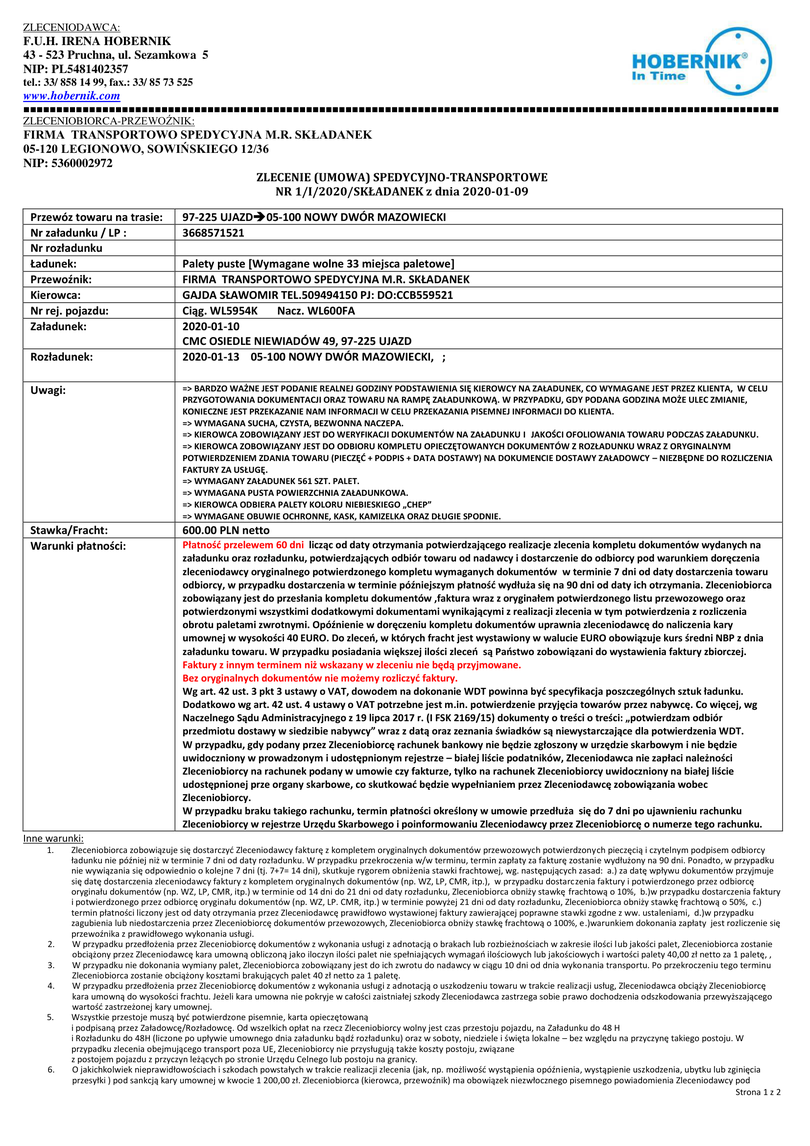 ZLECENIODAWCA:
F.U.H. IRENA HOBERNIK
43 - 523 Pruchna, ul. Sezamkowa 5
NIP: PL5481402357
tel.: 33/ 858 14 99, fax.: 33/ 85 73 525
www.hobernik.com
HOBERNIK®
In Time
ZLECENIOBIORCA-PRZEWOŹNIK:
FIRMA TRANSPORTOWO SPEDYCYJNA M.R. SKŁADANEK
05-120 LEGIONOWO, SOWIŃSKIEGO 12/36
NIP: 5360002972
ZLECENIE (UMOWA) SPEDYCYJNO-TRANSPORTOWE
NR 1/I/2020/SKŁADANEK z dnia 2020-01-09
Przewóz towaru na trasie: 97-225 UJAZD➔05-100 NOWY DWÓR MAZOWIECKI
Nr załadunku / LP : 3668571521
Nr rozładunku
Ładunek: Palety puste [Wymagane wolne 33 miejsca paletowe]
Przewoźnik: FIRMA TRANSPORTOWO SPEDYCYJNA M.R. SKŁADANEK
Kierowca: GAJDA SŁAWOMIR TEL.509494150 PJ: DO:CCB559521
Nr rej. pojazdu: Ciąg. WL5954K Nacz. WL600FA
Załadunek: 2020-01-10
CMC OSIEDLE NIEWIADÓW 49, 97-225 UJAZD
Rozładunek: 2020-01-13 05-100 NOWY DWÓR MAZOWIECKI, ;
Uwagi: => BARDZO WAŻNE JEST PODANIE REALNEJ GODZINY PODSTAWIENIA SIĘ KIEROWCY NA ZAŁADUNEK, CO WYMAGANE JEST PRZEZ KLIENTA, W CELU
PRZYGOTOWANIA DOKUMENTACJI ORAZ TOWARU NA RAMPĘ ZAŁADUNKOWĄ. W PRZYPADKU, GDY PODANA GODZINA MOŻE ULEC ZMIANIE,
KONIECZNE JEST PRZEKAZANIE NAM INFORMACJI W CELU PRZEKAZANIA PISEMNEJ INFORMACJI DO KLIENTA.
=> WYMAGANA SUCHA, CZYSTA, BEZWONNA NACZEPA.
=> KIEROWCA ZOBOWIĄZANY JEST DO WERYFIKACJI DOKUMENTÓW NA ZAŁADUNKU I JAKOŚCI OFOLIOWANIA TOWARU PODCZAS ZAŁADUNKU.
=> KIEROWCA ZOBOWIĄZANY JEST DO ODBIORU KOMPLETU OPIECZĘTOWANYCH DOKUMENTÓW Z ROZŁADUNKU WRAZ Z ORYGINALNYM
POTWIERDZENIEM ZDANIA TOWARU (PIECZĘĆ + PODPIS + DATA DOSTAWY) NA DOKUMENCIE DOSTAWY ZAŁADOWCY – NIEZBĘDNE DO ROZLICZENIA
FAKTURY ZA USŁUGĘ.
=> WYMAGANY ZAŁADUNEK 561 SZT. PALET.
=> WYMAGANA PUSTA POWIERZCHNIA ZAŁADUNKOWA.
=> KIEROWCA ODBIERA PALETY KOLORU NIEBIESKIEGO „CHEP”
=> WYMAGANE OBUWIE OCHRONNE, KASK, KAMIZELKA ORAZ DŁUGIE SPODNIE.
Stawka/Fracht: 600.00 PLN netto
Warunki płatności: Płatność przelewem 60 dni licząc od daty otrzymania potwierdzającego realizacje zlecenia kompletu dokumentów wydanych na
załadunku oraz rozładunku, potwierdzających odbiór towaru od nadawcy i dostarczenie do odbiorcy pod warunkiem doręczenia
zleceniodawcy oryginalnego potwierdzonego kompletu wymaganych dokumentów w terminie 7 dni od daty dostarczenia towaru
odbiorcy, w przypadku dostarczenia w terminie późniejszym płatność wydłuża się na 90 dni od daty ich otrzymania. Zleceniobiorca
zobowiązany jest do przesłania kompletu dokumentów ,faktura wraz z oryginałem potwierdzonego listu przewozowego oraz
potwierdzonymi wszystkimi dodatkowymi dokumentami wynikającymi z realizacji zlecenia w tym potwierdzenia z rozliczenia
obrotu paletami zwrotnymi. Opóźnienie w doręczeniu kompletu dokumentów uprawnia zleceniodawcę do naliczenia kary
umownej w wysokości 40 EURO. Do zleceń, w których fracht jest wystawiony w walucie EURO obowiązuje kurs średni NBP z dnia
załadunku towaru. W przypadku posiadania większej ilości zleceń są Państwo zobowiązani do wystawienia faktury zbiorczej.
Faktury z innym terminem niż wskazany w zleceniu nie będą przyjmowane.
Bez oryginalnych dokumentów nie możemy rozliczyć faktury.
Wg art. 42 ust. 3 pkt 3 ustawy o VAT, dowodem na dokonanie WDT powinna być specyfikacja poszczególnych sztuk ładunku.
Dodatkowo wg art. 42 ust. 4 ustawy o VAT potrzebne jest m.in. potwierdzenie przyjęcia towarów przez nabywcę. Co więcej, wg
Naczelnego Sądu Administracyjnego z 19 lipca 2017 r. (I FSK 2169/15) dokumenty o treści o treści: „potwierdzam odbiór
przedmiotu dostawy w siedzibie nabywcy” wraz z datą oraz zeznania świadków są niewystarczające dla potwierdzenia WDT.
W przypadku, gdy podany przez Zleceniobiorcę rachunek bankowy nie będzie zgłoszony w urzędzie skarbowym i nie będzie
uwidoczniony w prowadzonym i udostępnionym rejestrze – białej liście podatników, Zleceniodawca nie zapłaci należności
Zleceniobiorcy na rachunek podany w umowie czy fakturze, tylko na rachunek Zleceniobiorcy uwidoczniony na białej liście
udostępnionej prze organy skarbowe, co skutkować będzie wypełnieniem przez Zleceniodawcę zobowiązania wobec
Zleceniobiorcy.
W przypadku braku takiego rachunku, termin płatności określony w umowie przedłuża się do 7 dni po ujawnieniu rachunku
Zleceniobiorcy w rejestrze Urzędu Skarbowego i poinformowaniu Zleceniodawcy przez Zleceniobiorcę o numerze tego rachunku.
Inne warunki:
1. Zleceniobiorca zobowiązuje się dostarczyć Zleceniodawcy fakturę z kompletem oryginalnych dokumentów przewozowych potwierdzonych pieczęcią i czytelnym podpisem odbiorcy
ładunku nie później niż w terminie 7 dni od daty rozładunku. W przypadku przekroczenia w/w terminu, termin zapłaty za fakturę zostanie wydłużony na 90 dni. Ponadto, w przypadku
nie wywiązania się odpowiednio o kolejne 7 dni (tj. 7+7= 14 dni), skutkuje rygorem obniżenia stawki frachtowej, wg. następujących zasad: a.) za datę wpływu dokumentów przyjmuje
się datę dostarczania zleceniodawcy faktury z kompletem oryginalnych dokumentów (np. WZ, LP, CMR, itp.), w przypadku dostarczenia faktury i potwierdzonego przez odbiorcę
oryginału dokumentów (np. WZ, LP, CMR, itp.) w terminie od 14 dni do 21 dni od daty rozładunku, Zleceniobiorca obniży stawkę frachtową o 10%, b.)w przypadku dostarczenia faktury
i potwierdzonego przez odbiorcę oryginału dokumentów (np. WZ, LP. CMR, itp.) w terminie powyżej 21 dni od daty rozładunku, Zleceniobiorca obniży stawkę frachtową o 50%, c.)
termin płatności liczony jest od daty otrzymania przez Zleceniodawcę prawidłowo wystawionej faktury zawierającej poprawne stawki zgodne z ww. ustaleniami, d.)w przypadku
zagubienia lub niedostarczenia przez Zleceniobiorcę dokumentów przewozowych, Zleceniobiorca obniży stawkę frachtową o 100%, e.)warunkiem dokonania zapłaty jest rozliczenie się
przewoźnika z prawidłowego wykonania usługi.
2. W przypadku przedłożenia przez Zleceniobiorcę dokumentów z wykonania usługi z adnotacją o brakach lub rozbieżnościach w zakresie ilości lub jakości palet, Zleceniobiorca zostanie
obciążony przez Zleceniodawcę kara umowną obliczoną jako iloczyn ilości palet nie spełniających wymagań ilościowych lub jakościowych i wartości palety 40,00 zł netto za 1 paletę, ,
3. W przypadku nie dokonania wymiany palet, Zleceniobiorca zobowiązany jest do ich zwrotu do nadawcy w ciągu 10 dni od dnia wykonania transportu. Po przekroczeniu tego terminu
Zleceniobiorca zostanie obciążony kosztami brakujących palet 40 zł netto za 1 paletę.
4. W przypadku przedłożenia przez Zleceniobiorcę dokumentów z wykonania usługi z adnotacją o uszkodzeniu towaru w trakcie realizacji usług, Zleceniodawca obciąży Zleceniobiorcę
kara umowną do wysokości frachtu. Jeżeli kara umowna nie pokryje w całości zaistniałej szkody Zleceniodawca zastrzega sobie prawo dochodzenia odszkodowania przewyższającego
wartość zastrzeżonej kary umownej.
5. Wszystkie przestoje muszą być potwierdzone pisemnie, karta opieczętowaną
i podpisaną przez Załadowcę/Rozładowcę. Od wszelkich opłat na rzecz Zleceniobiorcy wolny jest czas przestoju pojazdu, na Załadunku do 48 H
i Rozładunku do 48H (liczone po upływie umownego dnia załadunku bądź rozładunku) oraz w soboty, niedziele i święta lokalne – bez względu na przyczynę takiego postoju. W
przypadku zlecenia obejmującego transport poza UE, Zleceniobiorcy nie przysługują także koszty postoju, związane
z postojem pojazdu z przyczyn leżących po stronie Urzędu Celnego lub postoju na granicy.
6. O jakichkolwiek nieprawidłowościach i szkodach powstałych w trakcie realizacji zlecenia (jak, np. możliwość wystąpienia opóźnienia, wystąpienie uszkodzenia, ubytku lub zginięcia
przesyłki ) pod sankcją kary umownej w kwocie 1 200,00 zł. Zleceniobiorca (kierowca, przewoźnik) ma obowiązek niezwłocznego pisemnego powiadomienia Zleceniodawcy pod
Strona 1 z 2